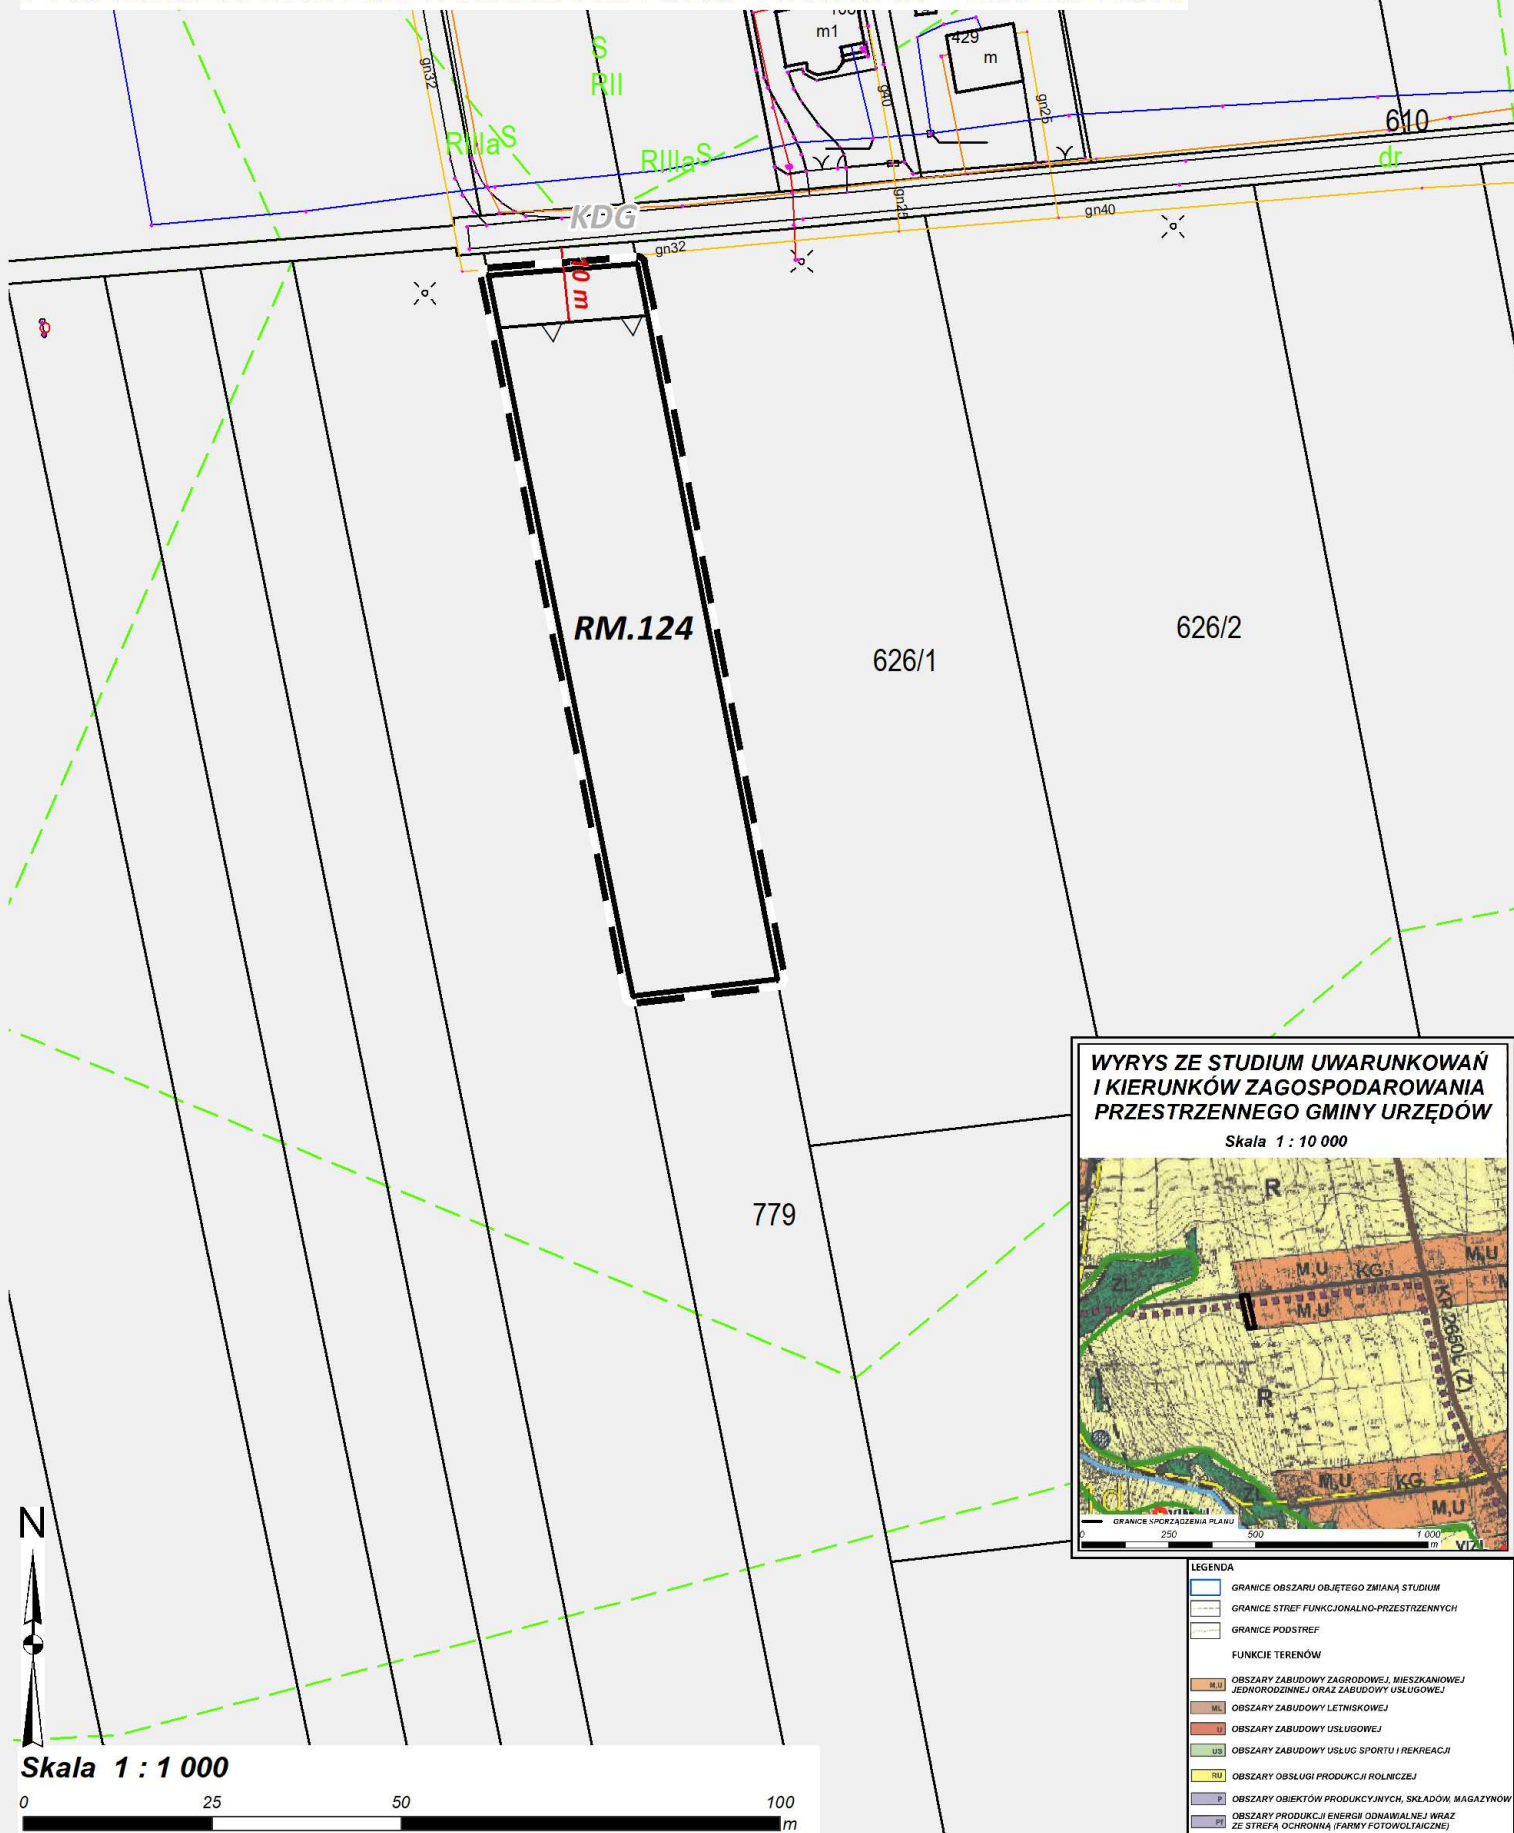 m1
429
m
gn32
S
RII
RIIIaS
RIIIaS
g40
gn25
610
dr
KDG
gn32
gn25
gn40
10 m
RM.124
626/1
626/2
779
WYRYS ZE STUDIUM UWARUNKOWAŃ
I KIERUNKÓW ZAGOSPODAROWANIA
PRZESTRZENNEGO GMINY URZĘDÓW
Skala 1 : 10 000
R
M,U
M,U
KG
ZL
M,U
KR 2650L (Z)
R
M,U
KG
ZL
M,U
GRANICE SPORZĄDZENIA PLANU
0 250 500 1 000
m
LEGENDA
GRANICE OBSZARU OBJĘTEGO ZMIANĄ STUDIUM
GRANICE STREF FUNKCJONALNO-PRZESTRZENNYCH
GRANICE PODSTREF
FUNKCJE TERENÓW
M,U OBSZARY ZABUDOWY ZAGRODOWEJ, MIESZKANIOWEJ
JEDNORODZINNEJ ORAZ ZABUDOWY USŁUGOWEJ
ML OBSZARY ZABUDOWY LETNISKOWEJ
U OBSZARY ZABUDOWY USŁUGOWEJ
US OBSZARY ZABUDOWY USŁUG SPORTU I REKREACJI
RU OBSZARY OBSŁUGI PRODUKCJI ROLNICZEJ
P OBSZARY OBIEKTÓW PRODUKCYJNYCH, SKŁADÓW, MAGAZYNÓW
Pf OBSZARY PRODUKCJI ENERGII ODNAWIALNEJ WRAZ
ZE STREFĄ OCHRONNĄ (FARMY FOTOWOLTAICZNE)
N
Skala 1 : 1 000
0 25 50 100
m